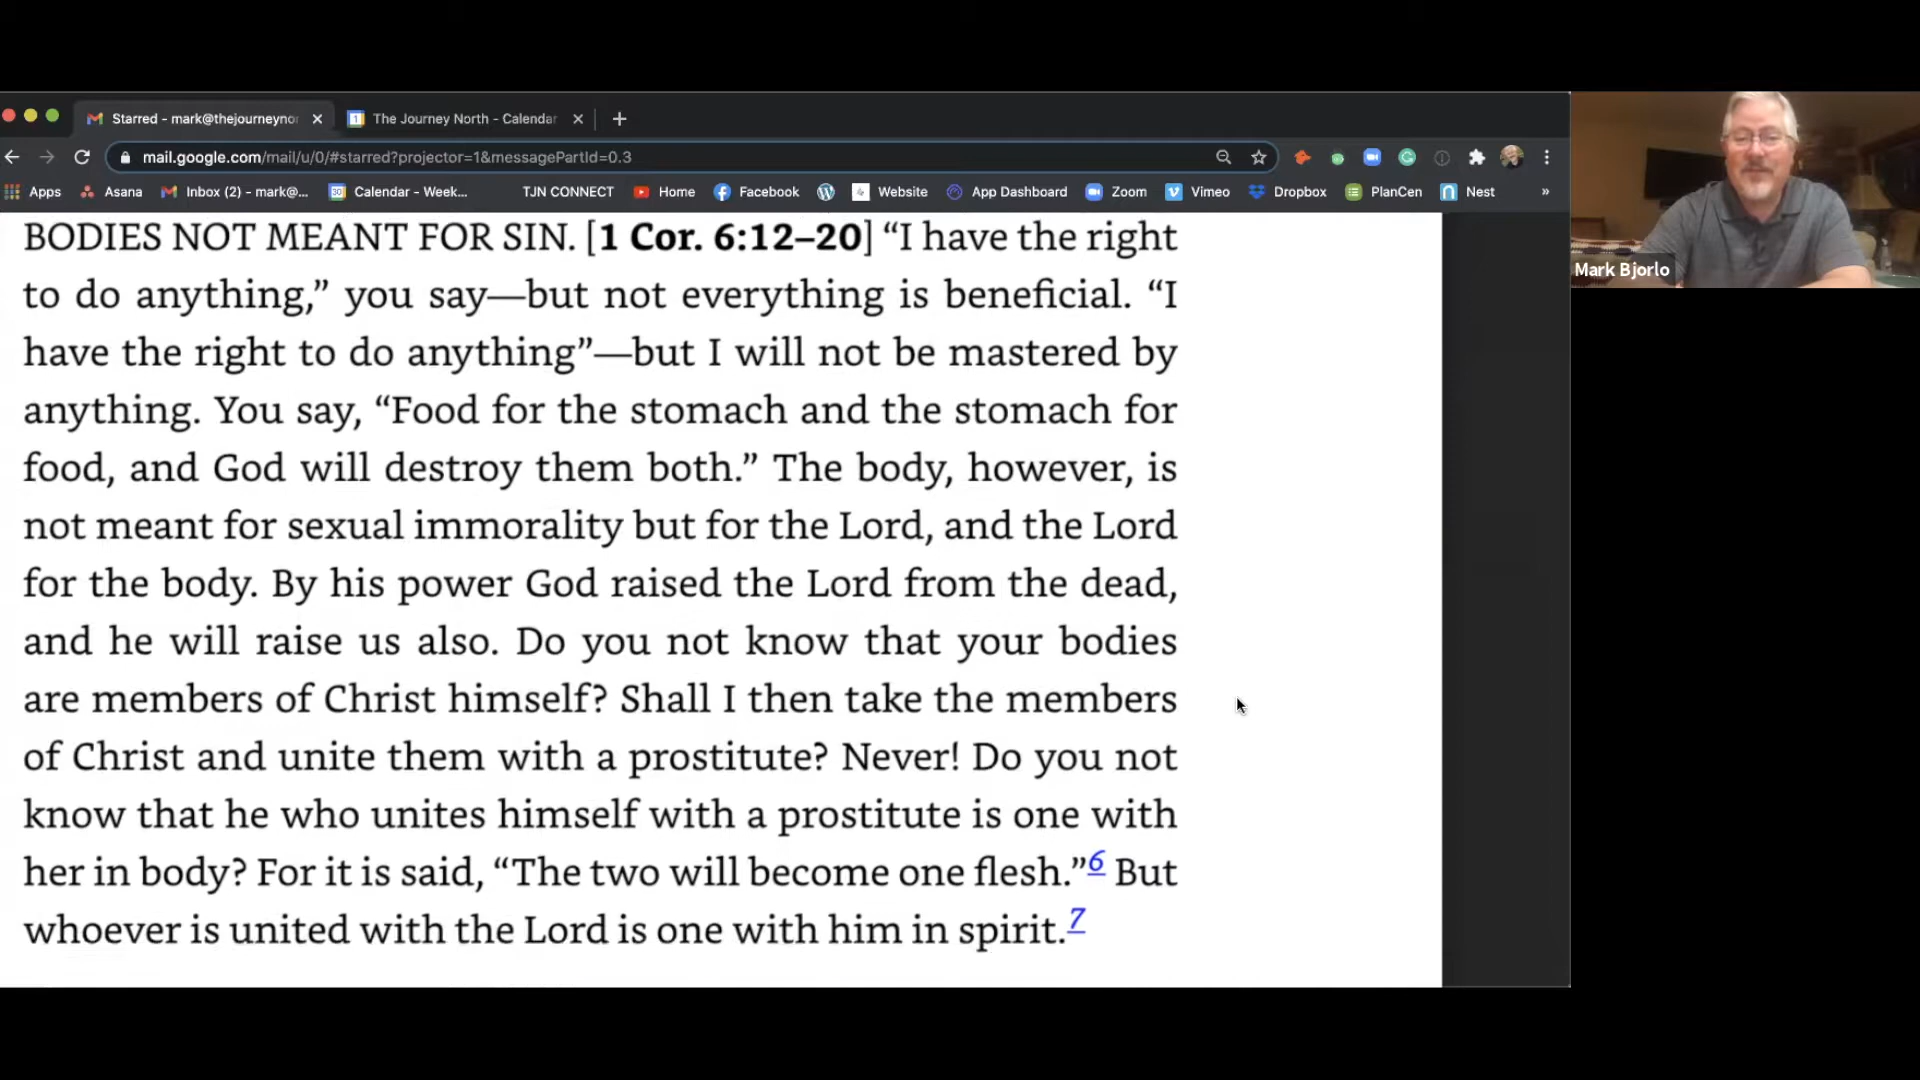 Starred - mark@thejourneyno
The Journey North - Calendar
mail.google.com/mail/u/0/#starred?projector=1&messagePartId=0.3
Apps Asana Inbox (2) - mark@... Calendar - Week... TJN CONNECT Home Facebook Website App Dashboard Zoom Vimeo Dropbox PlanCen Nest »
BODIES NOT MEANT FOR SIN. [1 Cor. 6:12–20] “I have the right
to do anything,” you say—but not everything is beneficial. “I
have the right to do anything”—but I will not be mastered by
anything. You say, “Food for the stomach and the stomach for
food, and God will destroy them both.” The body, however, is
not meant for sexual immorality but for the Lord, and the Lord
for the body. By his power God raised the Lord from the dead,
and he will raise us also. Do you not know that your bodies
are members of Christ himself? Shall I then take the members
of Christ and unite them with a prostitute? Never! Do you not
know that he who unites himself with a prostitute is one with
her in body? For it is said, “The two will become one flesh.”6 But
whoever is united with the Lord is one with him in spirit.7
Mark Bjorlo